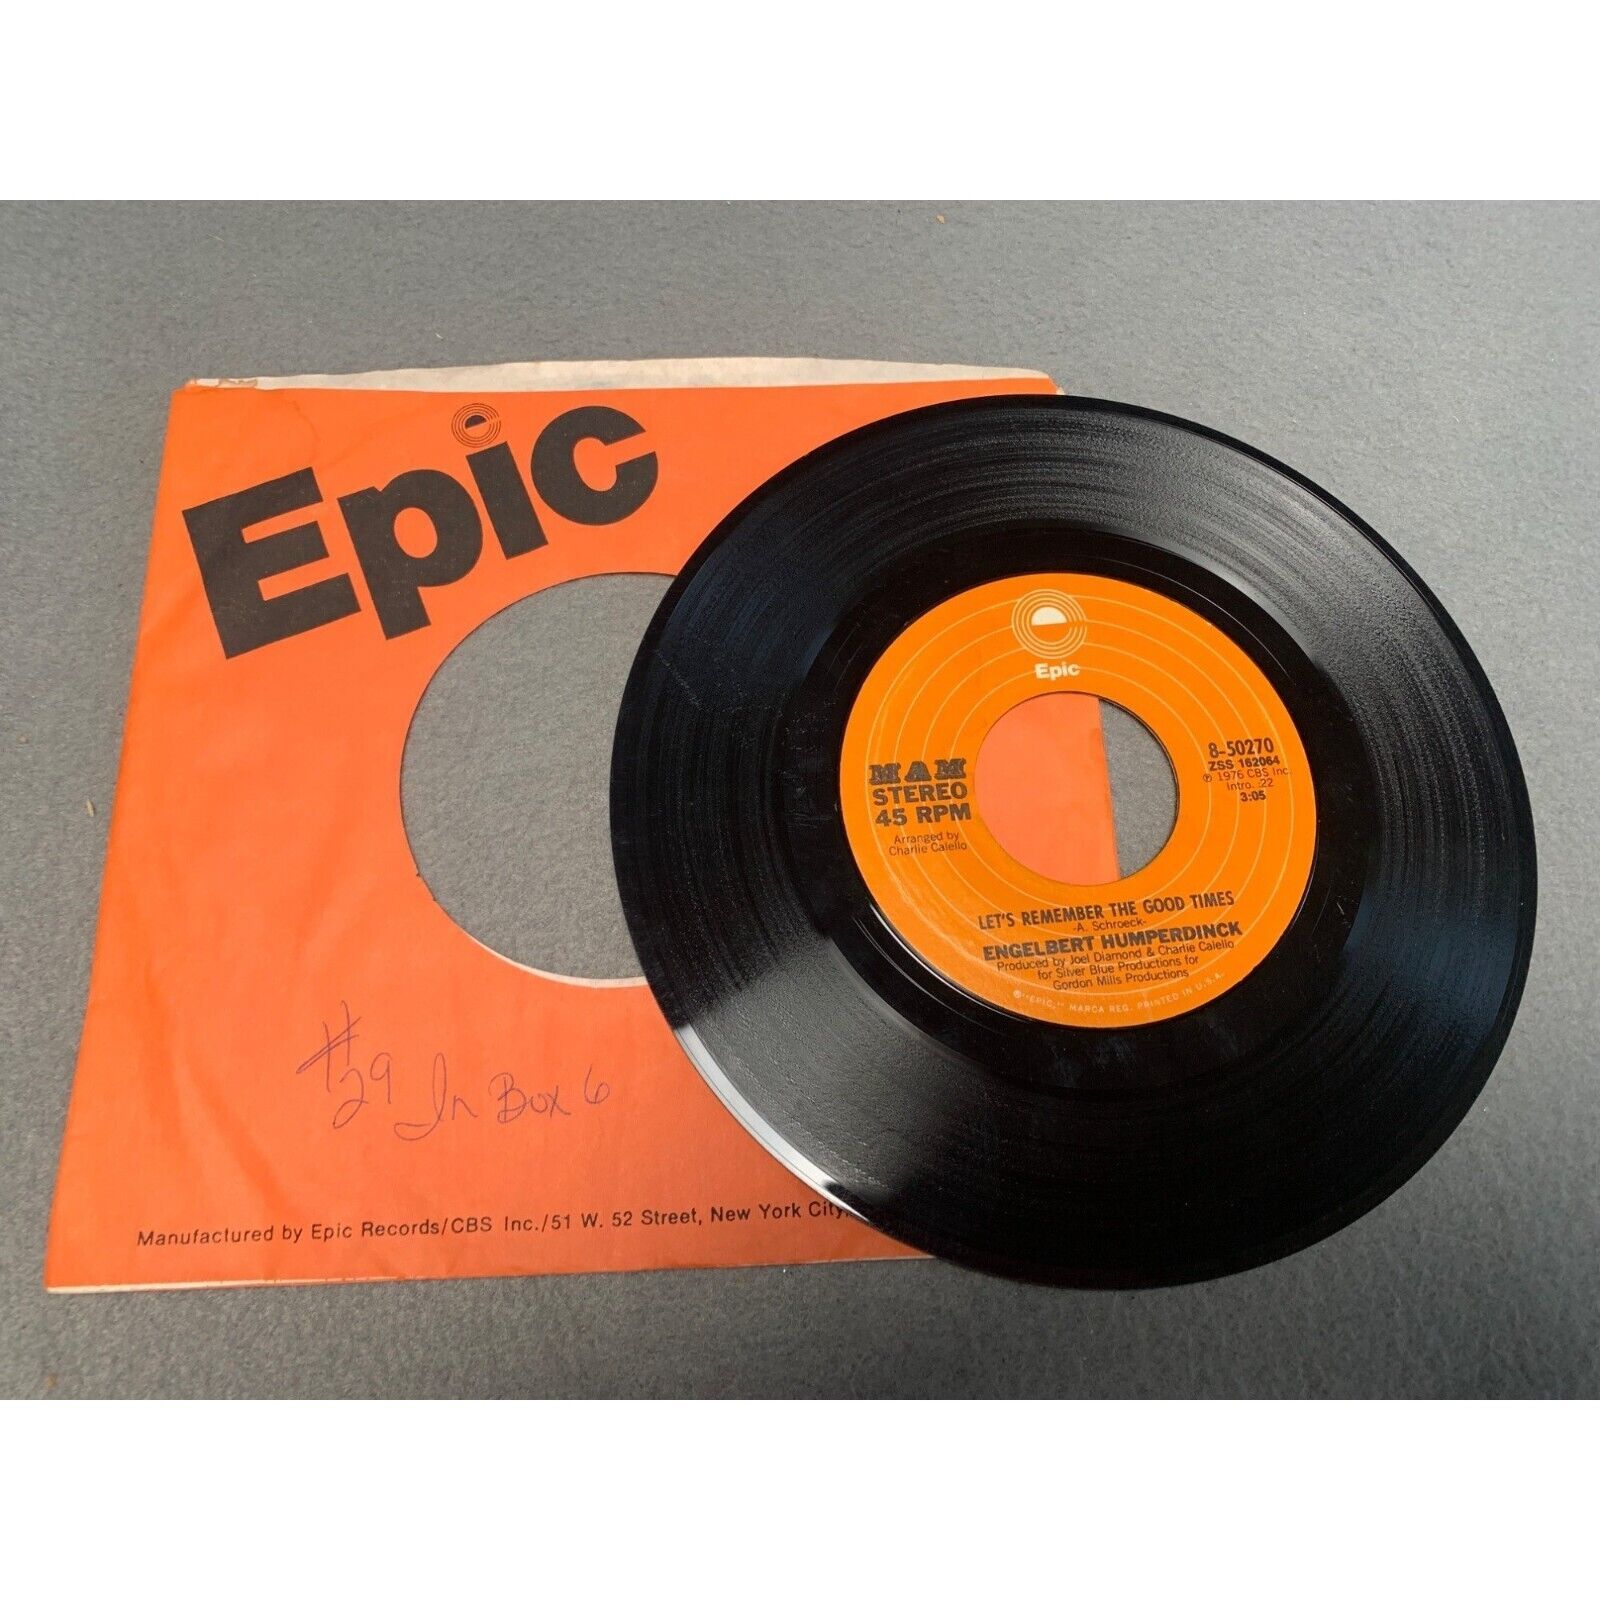 Epic
#29 In Box 6
Manufactured by Epic Records/CBS Inc./51 W. 52 Street, New York City,
Epic
MAM
STEREO
45 RPM
Arranged by
Charlie Calello
8-50270
ZSS 162064
℗ 1976 CBS Inc.
Intro. :22
3:05
LET'S REMEMBER THE GOOD TIMES
-A. Schroeck-
ENGELBERT HUMPERDINCK
Produced by Joel Diamond & Charlie Calello
for Silver Blue Productions for
Gordon Mills Productions
®"EPIC," MARCA REG. PRINTED IN U.S.A.